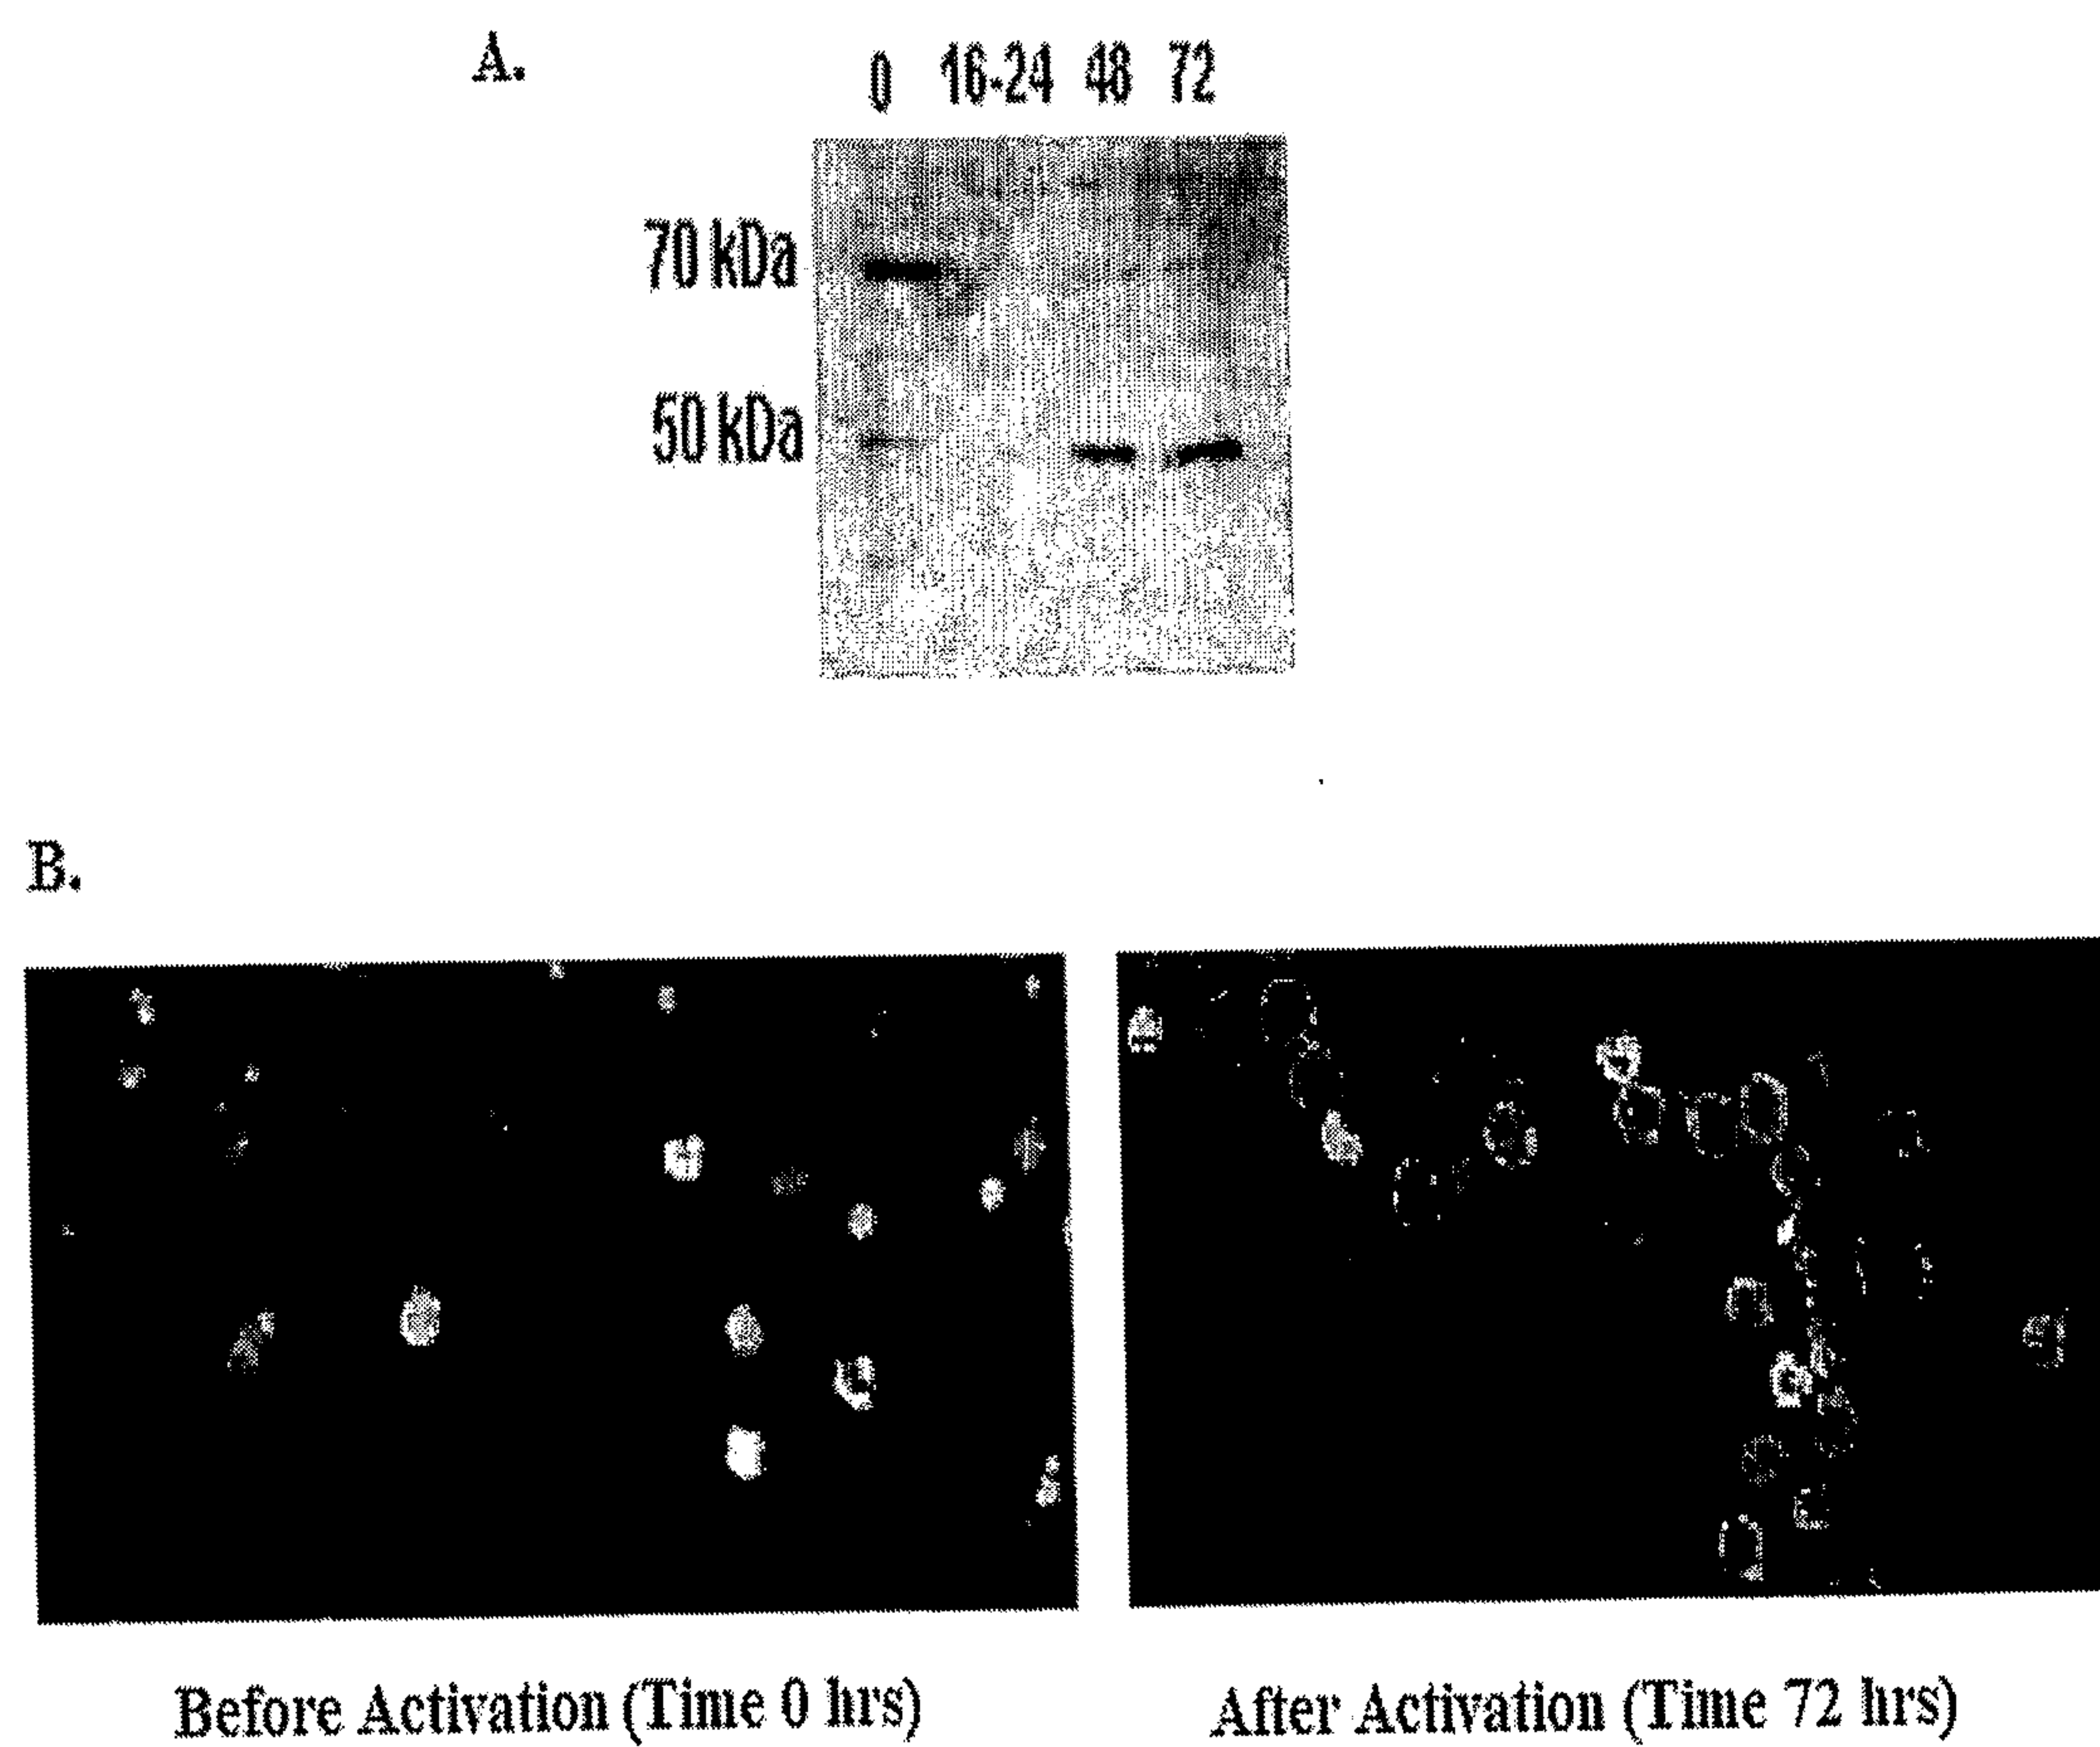 A.
0 16-24 48 72
70 kDa
50 kDa
B.
Before Activation (Time 0 hrs)
After Activation (Time 72 hrs)